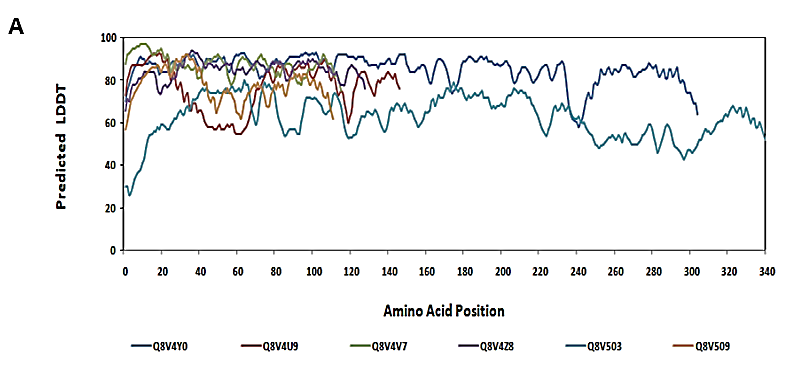 A
Predicted LDDT
100
80
60
40
20
0
0 20 40 60 80 100 120 140 160 180 200 220 240 260 280 300 320 340
Amino Acid Position
Q8V4Y0 Q8V4U9 Q8V4V7 Q8V4Z8 Q8V503 Q8V509